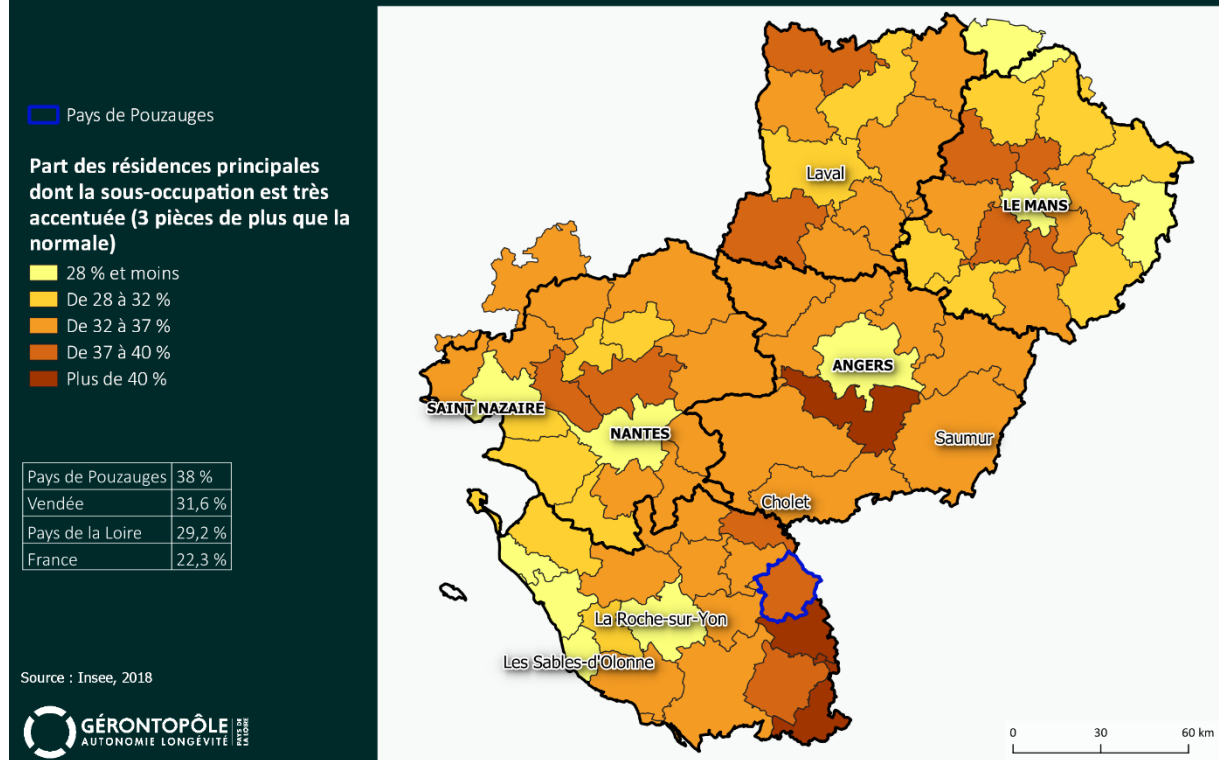 Pays de Pouzauges
Part des résidences principales
dont la sous-occupation est très
accentuée (3 pièces de plus que la
normale)
28 % et moins
De 28 à 32 %
De 32 à 37 %
De 37 à 40 %
Plus de 40 %
Pays de Pouzauges 38 %
Vendée 31,6 %
Pays de la Loire 29,2 %
France 22,3 %
Source : Insee, 2018
GÉRONTOPÔLE
AUTONOMIE LONGÉVITÉ
PAYS DE
LA LOIRE
Laval
LE MANS
ANGERS
SAINT NAZAIRE
NANTES
Saumur
Cholet
La Roche-sur-Yon
Les Sables-d'Olonne
0 30 60 km